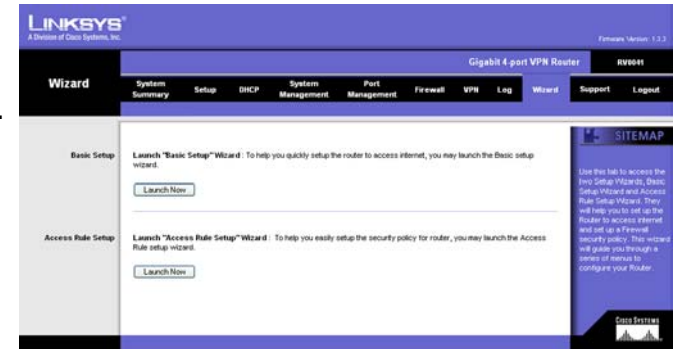 LINKSYS®
A Division of Cisco Systems, Inc.
Firmware Version: 1.3.3
Gigabit 4-port VPN Router
RV0041
Wizard
System Summary
Setup
DHCP
System Management
Port Management
Firewall
VPN
Log
Wizard
Support
Logout
SITEMAP
Basic Setup
Launch "Basic Setup" Wizard : To help you quickly setup the router to access internet, you may launch the Basic setup
wizard.
Launch Now
Access Rule Setup
Launch "Access Rule Setup" Wizard : To help you easily setup the security policy for router, you may launch the Access
Rule setup wizard.
Launch Now
Use this tab to access the
two Setup Wizards, Basic
Setup Wizard and Access
Rule Setup Wizard. They
will help you to set up the
Router to access internet
and set up a Firewall
security policy. This wizard
will guide you through a
series of menus to
configure your Router.
CISCO SYSTEMS